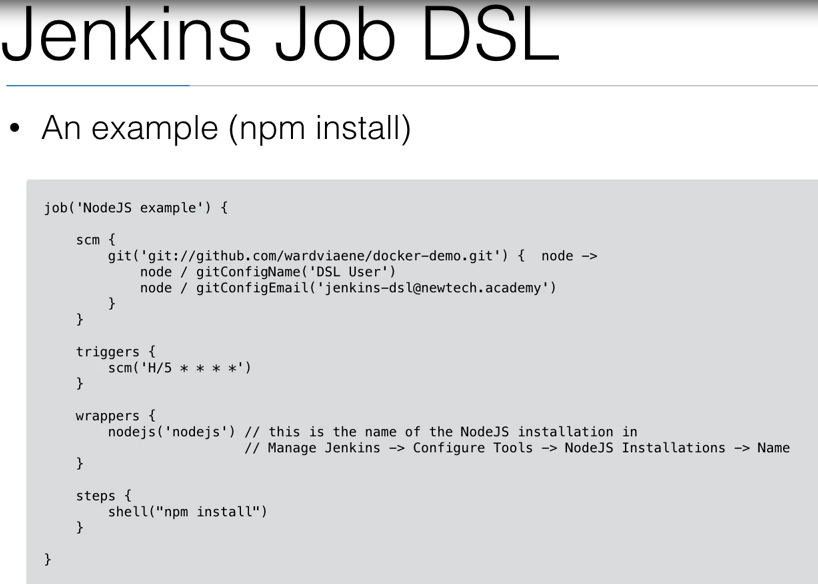 Jenkins Job DSL
• An example (npm install)
job('NodeJS example') {
    scm {
        git('git://github.com/wardviaene/docker-demo.git') {  node ->
            node / gitConfigName('DSL User')
            node / gitConfigEmail('jenkins-dsl@newtech.academy')
        }
    }
    triggers {
        scm('H/5 * * * *')
    }
    wrappers {
        nodejs('nodejs') // this is the name of the NodeJS installation in
                         // Manage Jenkins -> Configure Tools -> NodeJS Installations -> Name
    }
    steps {
        shell("npm install")
    }
}